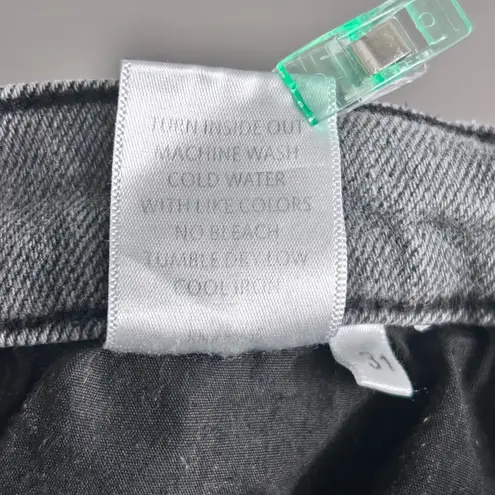 TURN INSIDE OUT
MACHINE WASH
COLD WATER
WITH LIKE COLORS
NO BLEACH
TUMBLE DRY LOW
COOL IRON
31